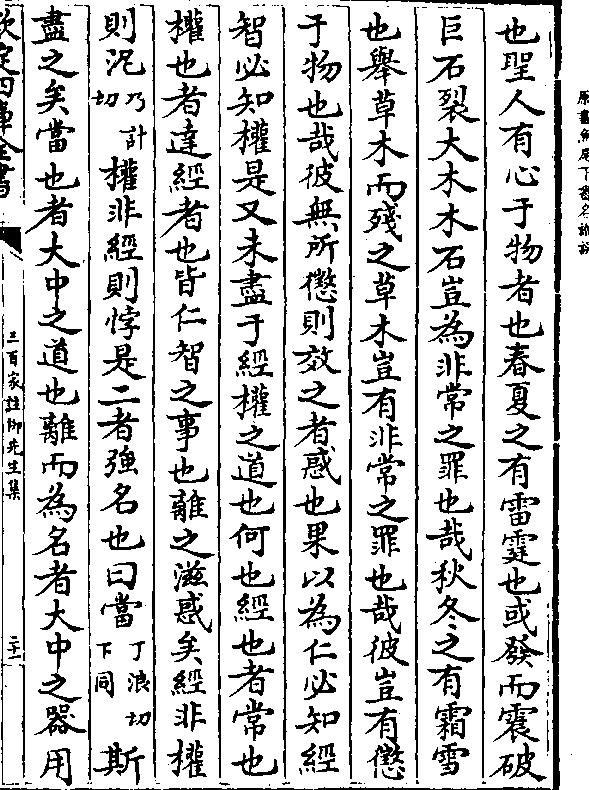 原書魚尾下書名訛誤
也聖人有心于物者也春夏之有雷霆也或發而震破
巨石裂大木木石豈為非常之罪也哉秋冬之有霜雪
也舉草木而殘之草木豈有非常之罪也哉彼豈有懲
于物也哉彼無所懲則效之者惑也果以為仁必知經
智必知權是又未盡于經權之道也何也經也者常也
權也者達經者也皆仁智之事也離之滋惑矣經非權
則泥乃計切權非經則悖是二者強名也曰當丁浪切下同斯
盡之矣當也者大中之道也離而為名者大中之器用
欽定四庫全書
三百家註柳先生集
二十一